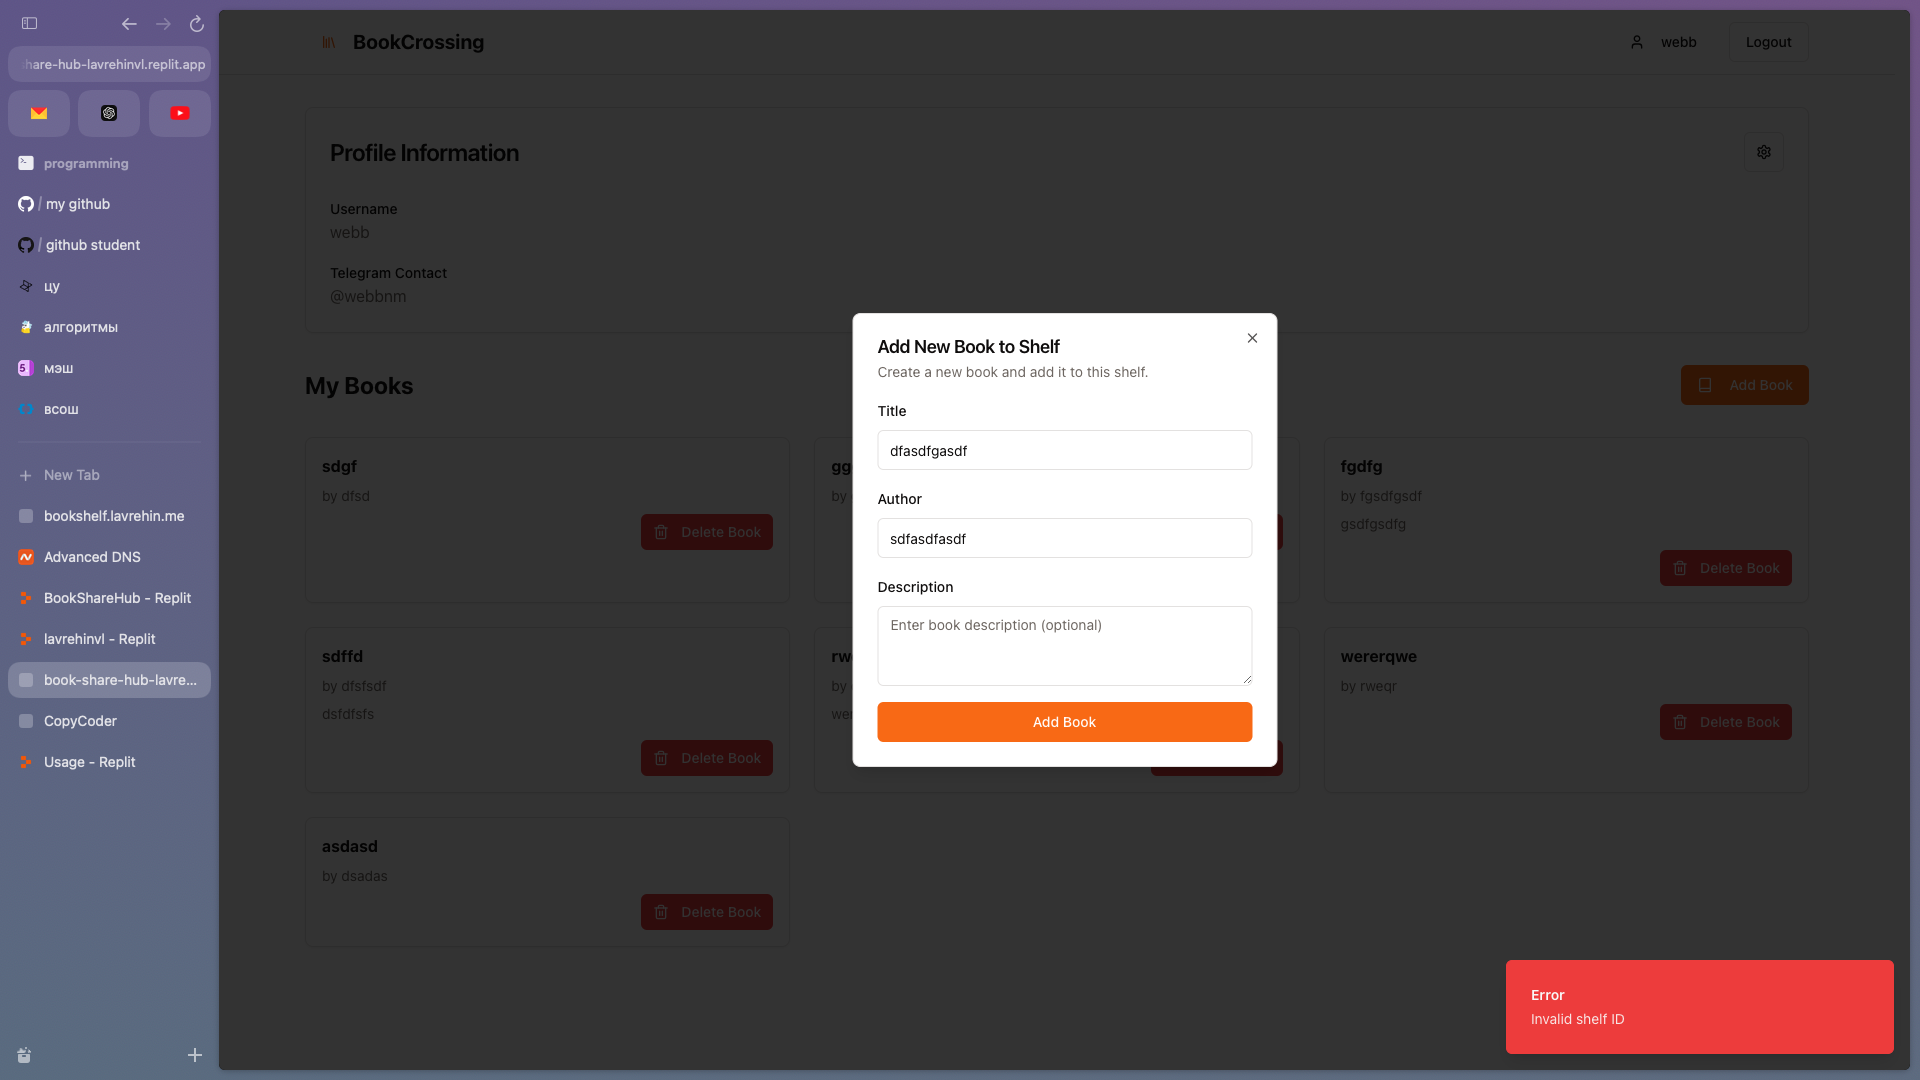 hare-hub-lavrehinvl.replit.app
programming
/ my github
/ github student
цу
алгоритмы
5 мэш
всош
New Tab
bookshelf.lavrehin.me
Advanced DNS
BookShareHub - Replit
lavrehinvl - Replit
book-share-hub-lavre...
CopyCoder
Usage - Replit
BookCrossing
webb
Logout
Profile Information
Username
webb
Telegram Contact
@webbnm
My Books
Add Book
sdgf
by dfsd
Delete Book
gg
by
fgdfg
by fgsdfgsdf
gsdfgsdfg
Delete Book
sdffd
by dfsfsdf
dsfdfsfs
Delete Book
rw
by
wer
wererqwe
by rweqr
Delete Book
asdasd
by dsadas
Delete Book
Add New Book to Shelf
Create a new book and add it to this shelf.
Title
dfasdfgasdf
Author
sdfasdfasdf
Description
Enter book description (optional)
Add Book
Error
Invalid shelf ID